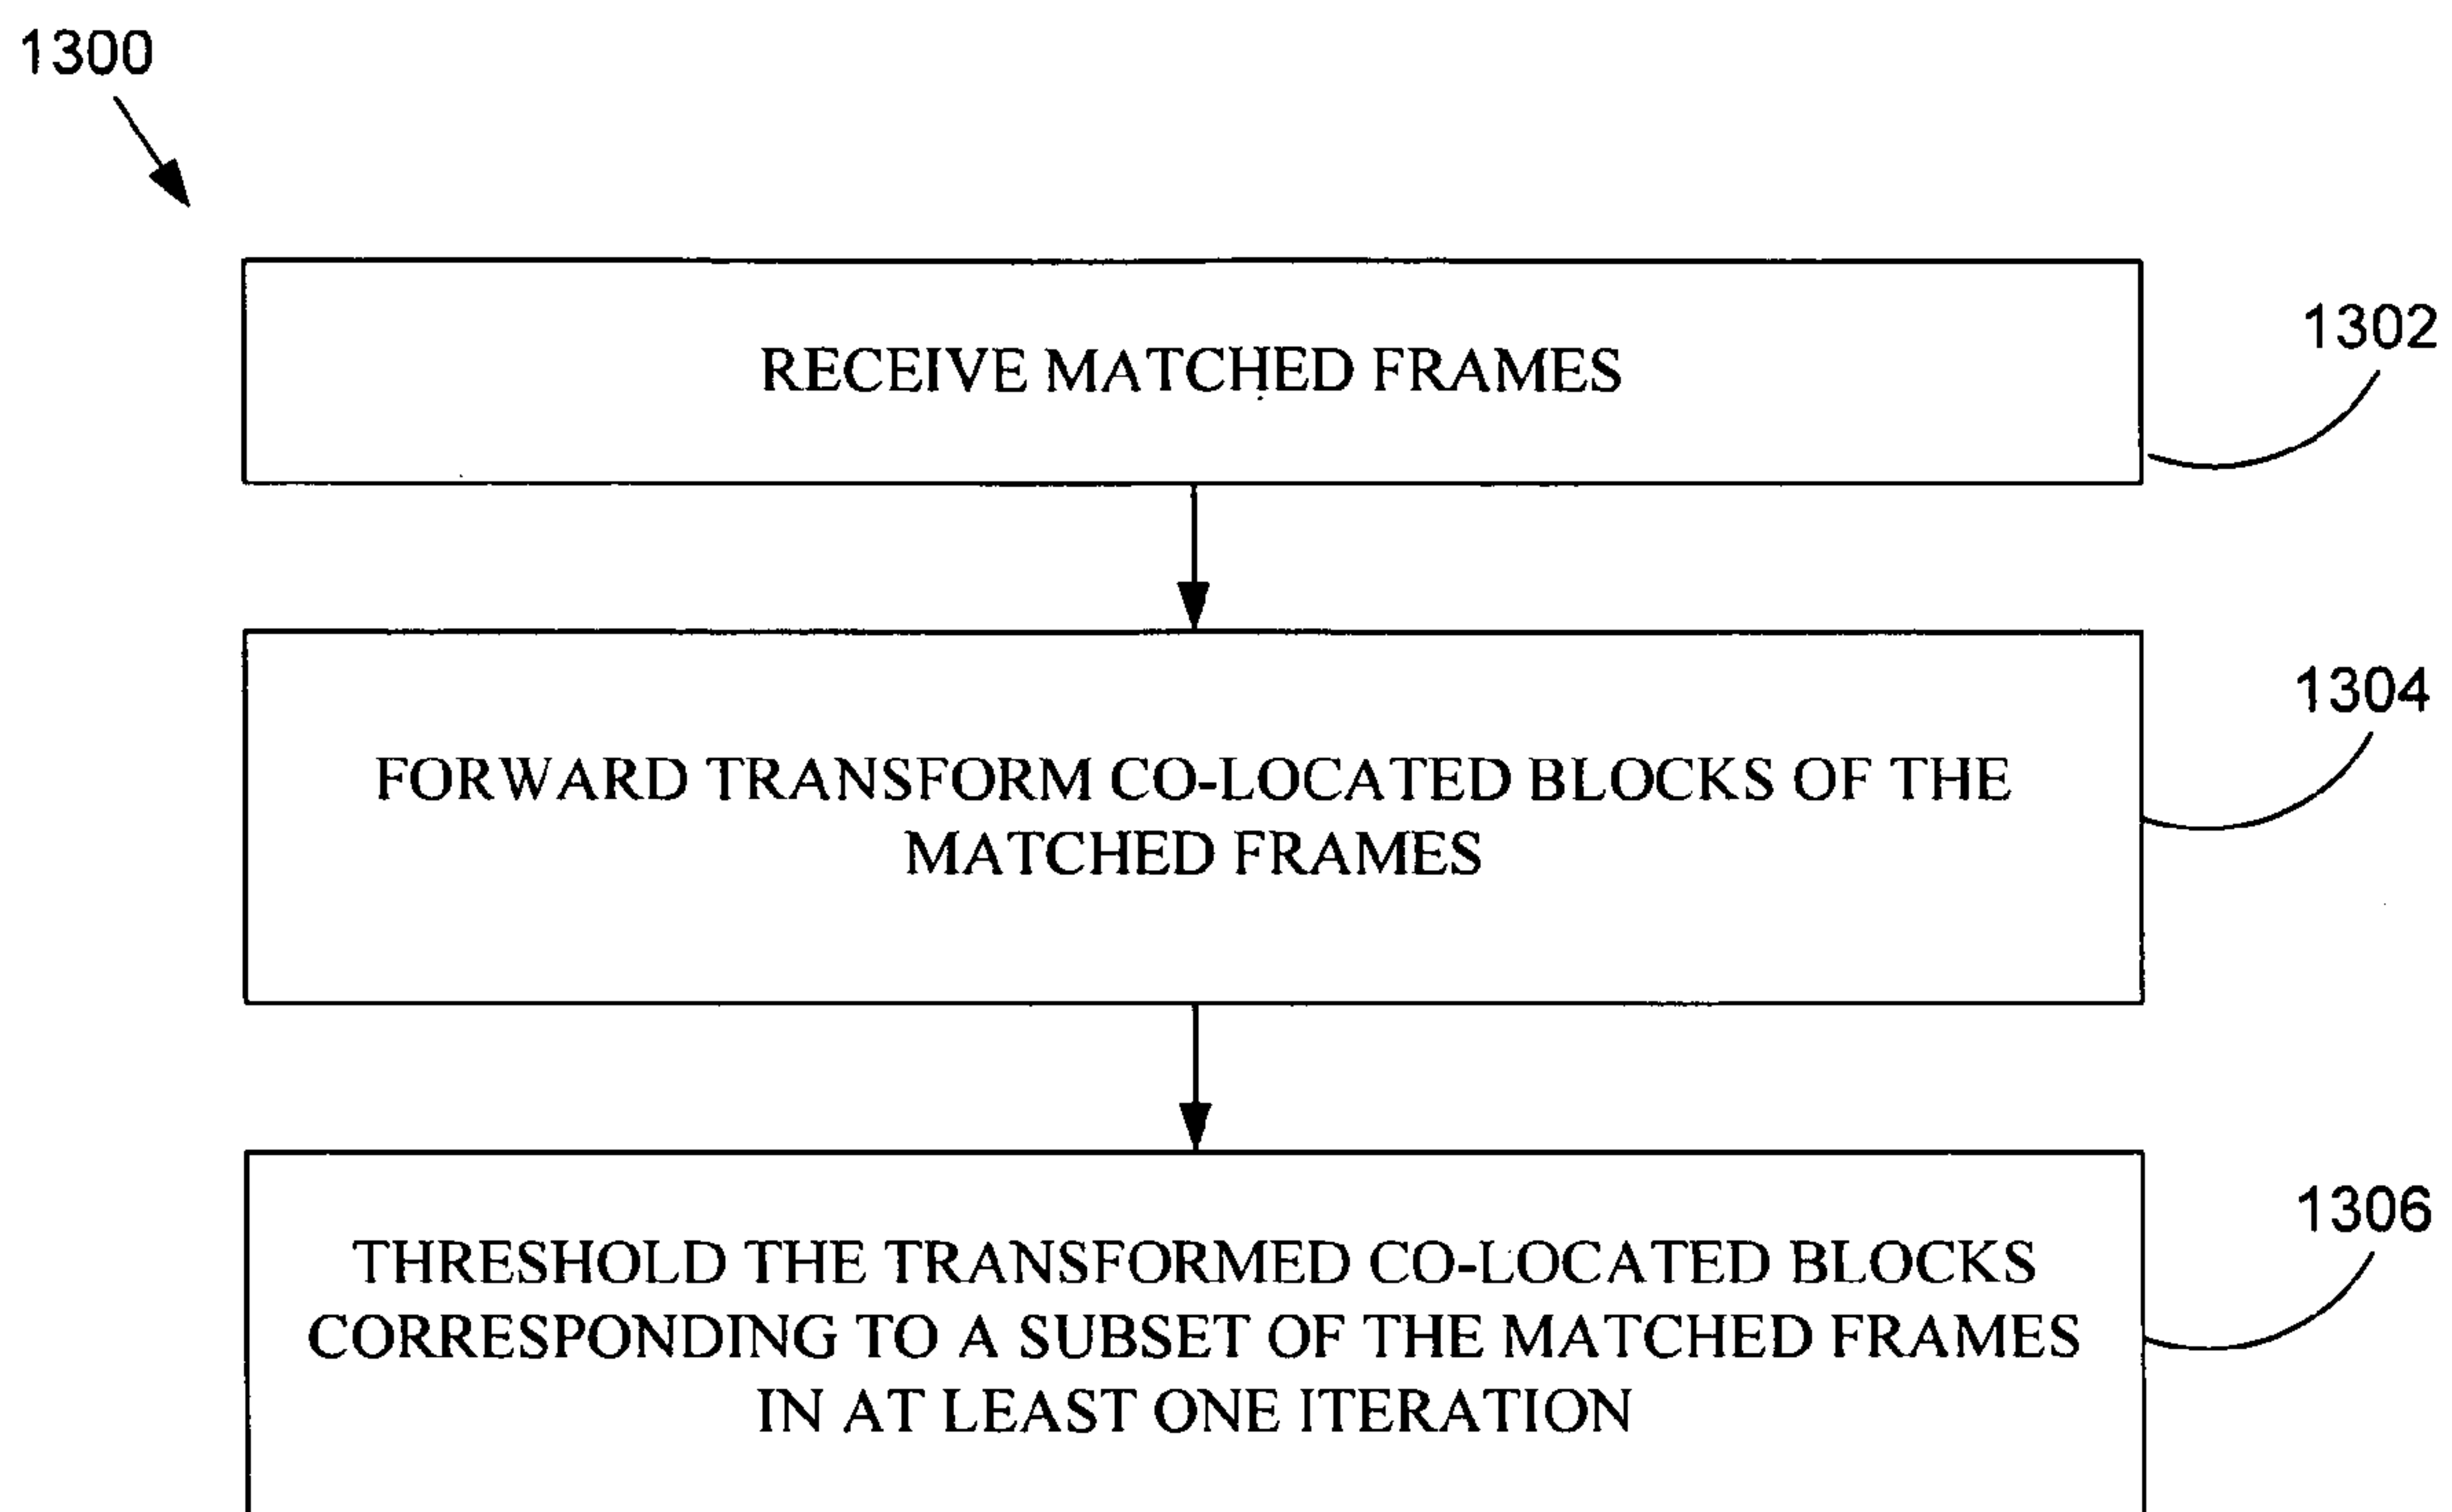 1300
RECEIVE MATCHED FRAMES
1302
FORWARD TRANSFORM CO-LOCATED BLOCKS OF THE
MATCHED FRAMES
1304
THRESHOLD THE TRANSFORMED CO-LOCATED BLOCKS
CORRESPONDING TO A SUBSET OF THE MATCHED FRAMES
IN AT LEAST ONE ITERATION
1306